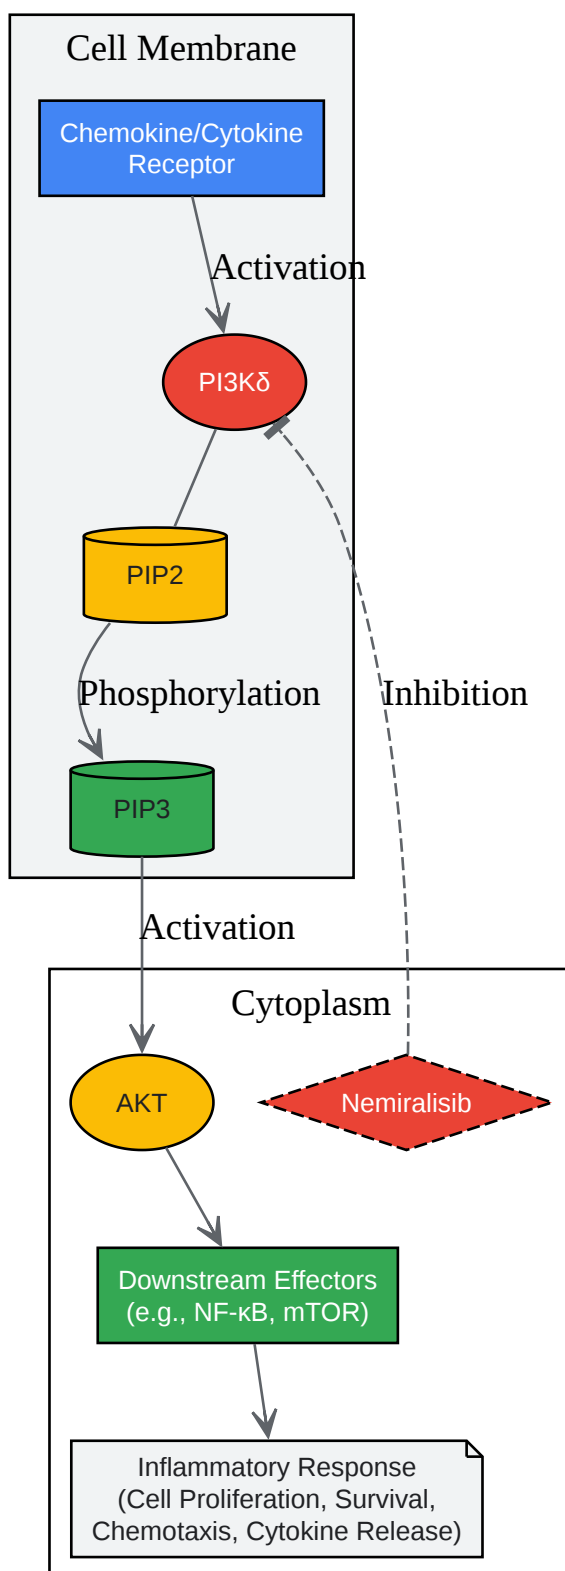 Cell Membrane
Chemokine/Cytokine
Receptor
Activation
PI3Kδ
PIP2
Phosphorylation
Inhibition
PIP3
Activation
Cytoplasm
AKT
Nemiralisib
Downstream Effectors
(e.g., NF-κB, mTOR)
Inflammatory Response
(Cell Proliferation, Survival,
Chemotaxis, Cytokine Release)